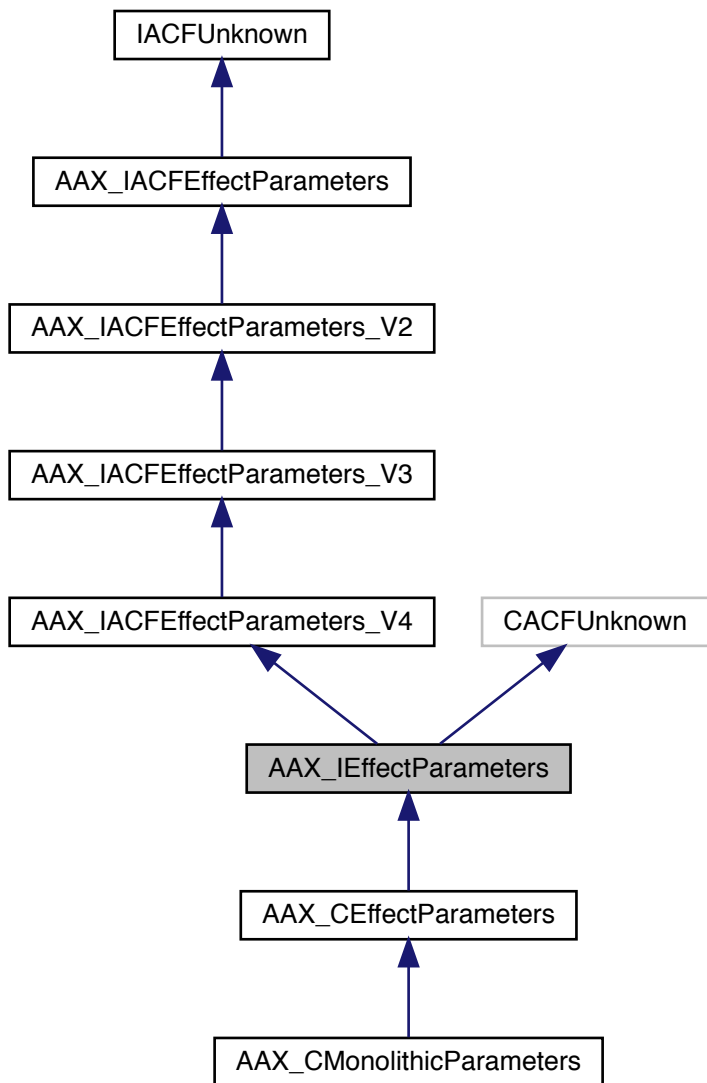 IACFUnknown
AAX_IACFEffectParameters
AAX_IACFEffectParameters_V2
AAX_IACFEffectParameters_V3
AAX_IACFEffectParameters_V4
CACFUnknown
AAX_IEffectParameters
AAX_CEffectParameters
AAX_CMonolithicParameters